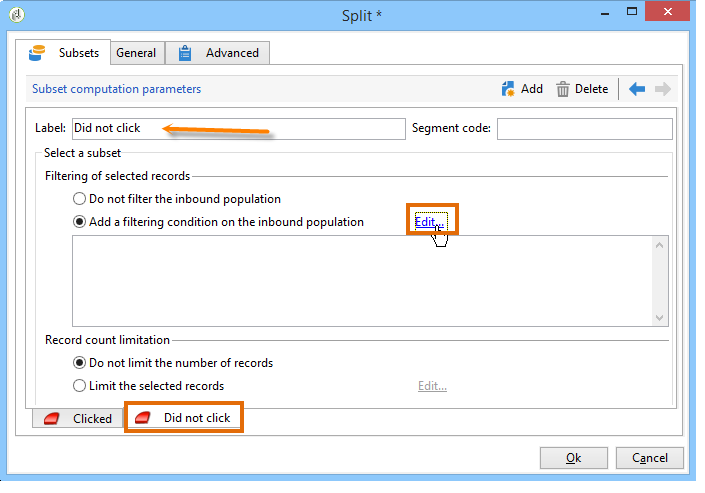 Split *
Subsets General Advanced
Subset computation parameters Add Delete
Label: Did not click Segment code:
Select a subset
Filtering of selected records
Do not filter the inbound population
Add a filtering condition on the inbound population Edit...
Record count limitation
Do not limit the number of records
Limit the selected records Edit...
Clicked Did not click
Ok Cancel